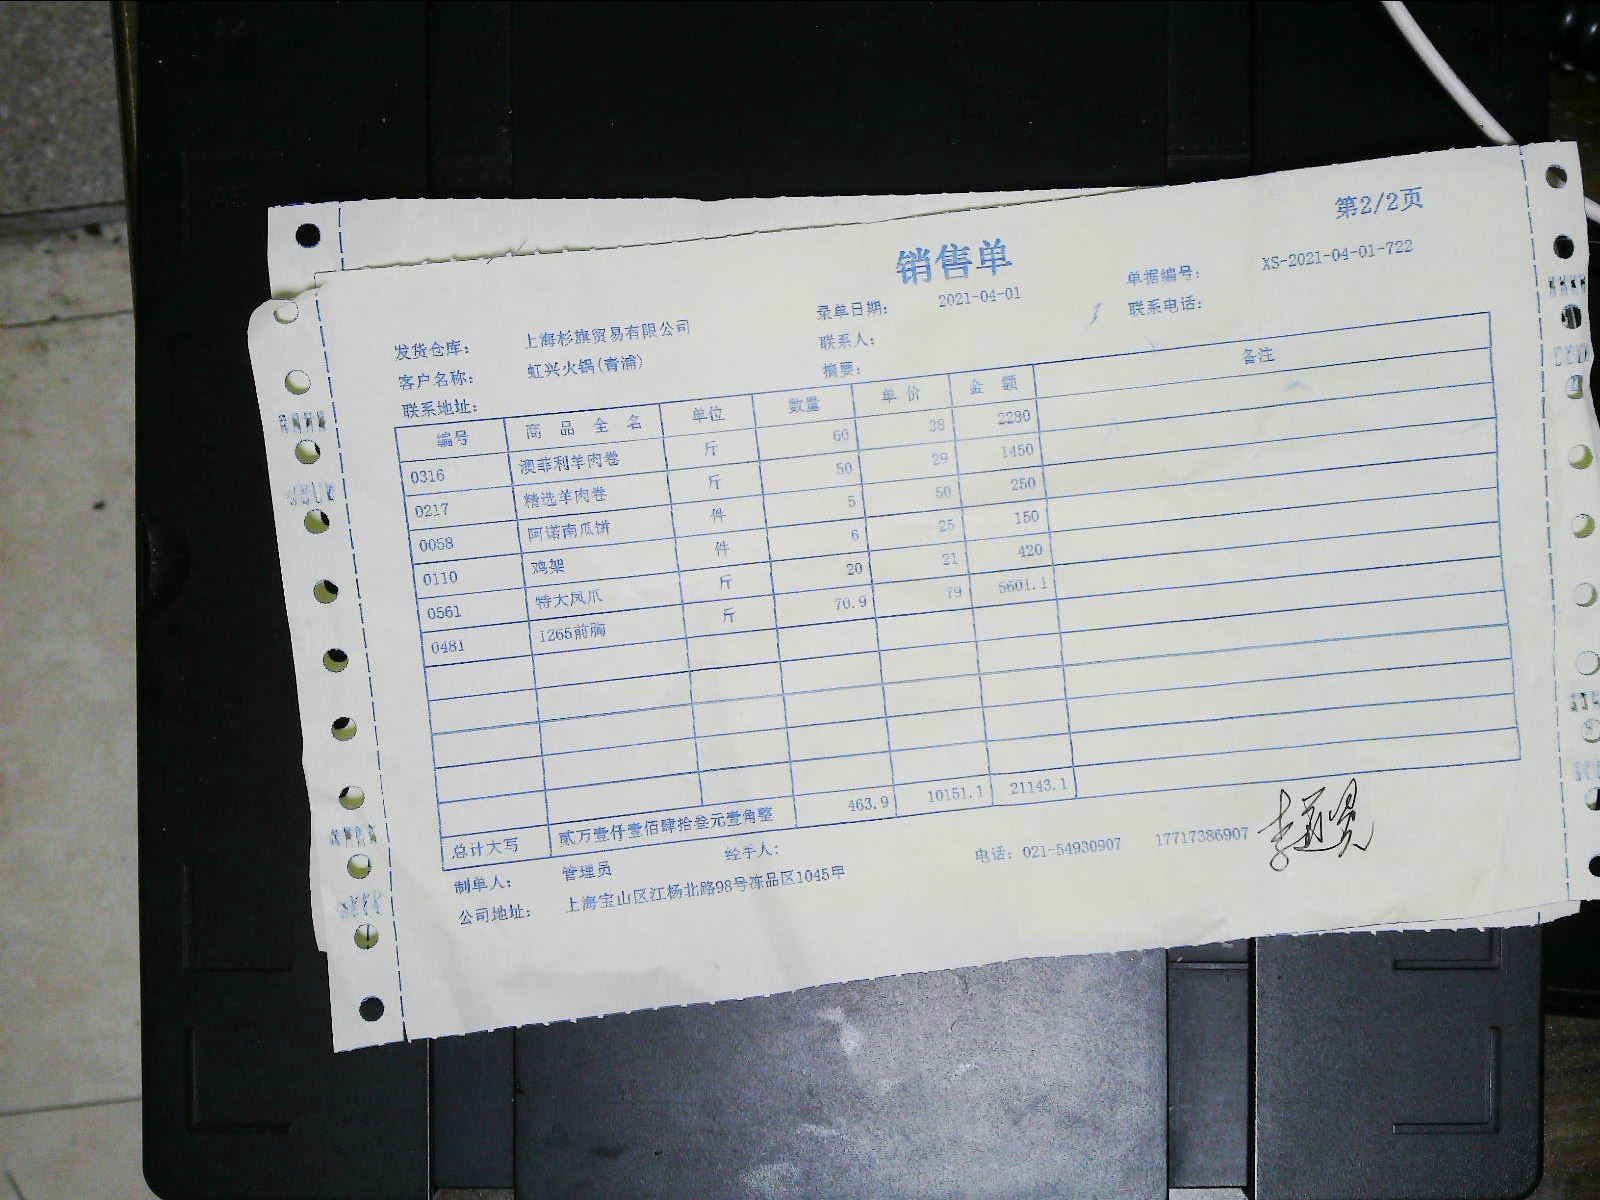 第2/2页
销售单
录单日期: 2021-04-01 单据编号: XS-2021-04-01-722
发货仓库: 上海杉旗贸易有限公司 联系人: 联系电话:
客户名称: 虹兴火锅(青浦) 摘要:
联系地址:
编号 商品全名 单位 数量 单价 金额 备注
0316 澳菲利羊肉卷 斤 60 38 2280
0217 精选羊肉卷 斤 50 29 1450
0058 阿诺南瓜饼 件 5 50 250
0110 鸡架 件 6 25 150
0561 特大凤爪 斤 20 21 420
0481 1265前胸 斤 70.9 79 5601.1
总计大写 贰万壹仟壹佰肆拾叁元壹角整 463.9 10151.1 21143.1
制单人: 管理员 经手人: 电话: 021-54930907 17717386907
公司地址: 上海宝山区江杨北路98号冻品区1045甲